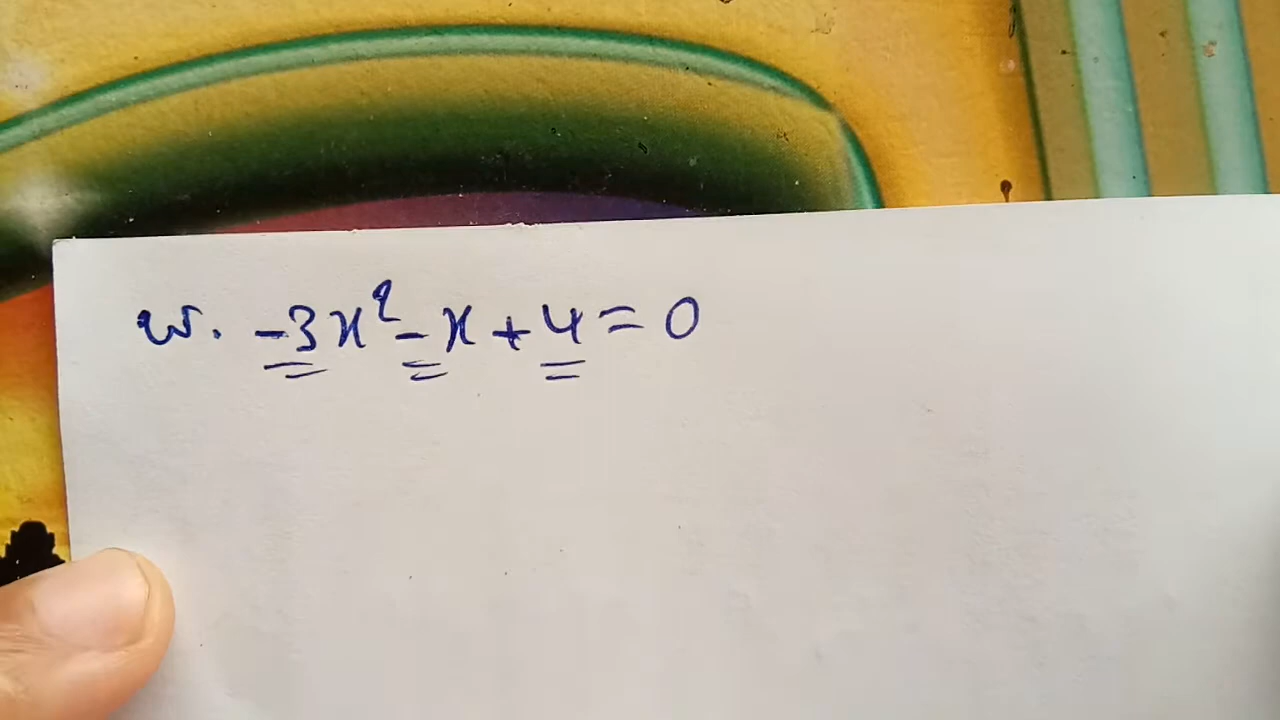 w. -3x² - x + 4 = 0